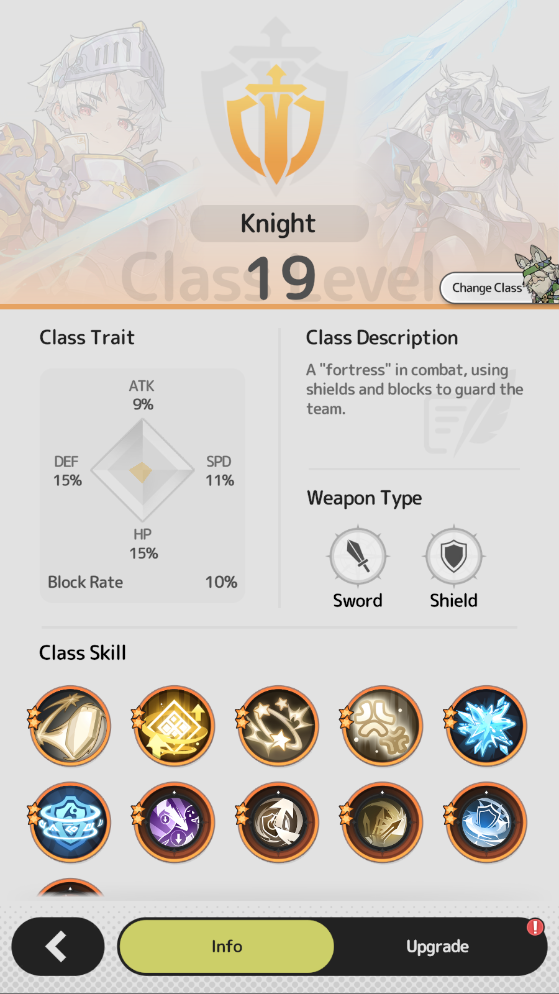 Knight
Class Level
19
Change Class
Class Trait
ATK
9%
DEF
15%
SPD
11%
HP
15%
Block Rate 10%
Class Description
A "fortress" in combat, using
shields and blocks to guard the
team.
Weapon Type
Sword Shield
Class Skill
Info Upgrade